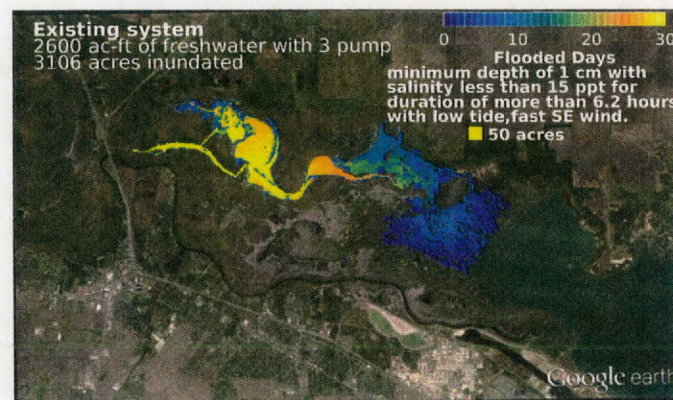 Existing system
2600 ac-ft of freshwater with 3 pump
3106 acres inundated
0 10 20 30
Flooded Days
minimum depth of 1 cm with
salinity less than 15 ppt for
duration of more than 6.2 hours
with low tide,fast SE wind.
50 acres
Google earth